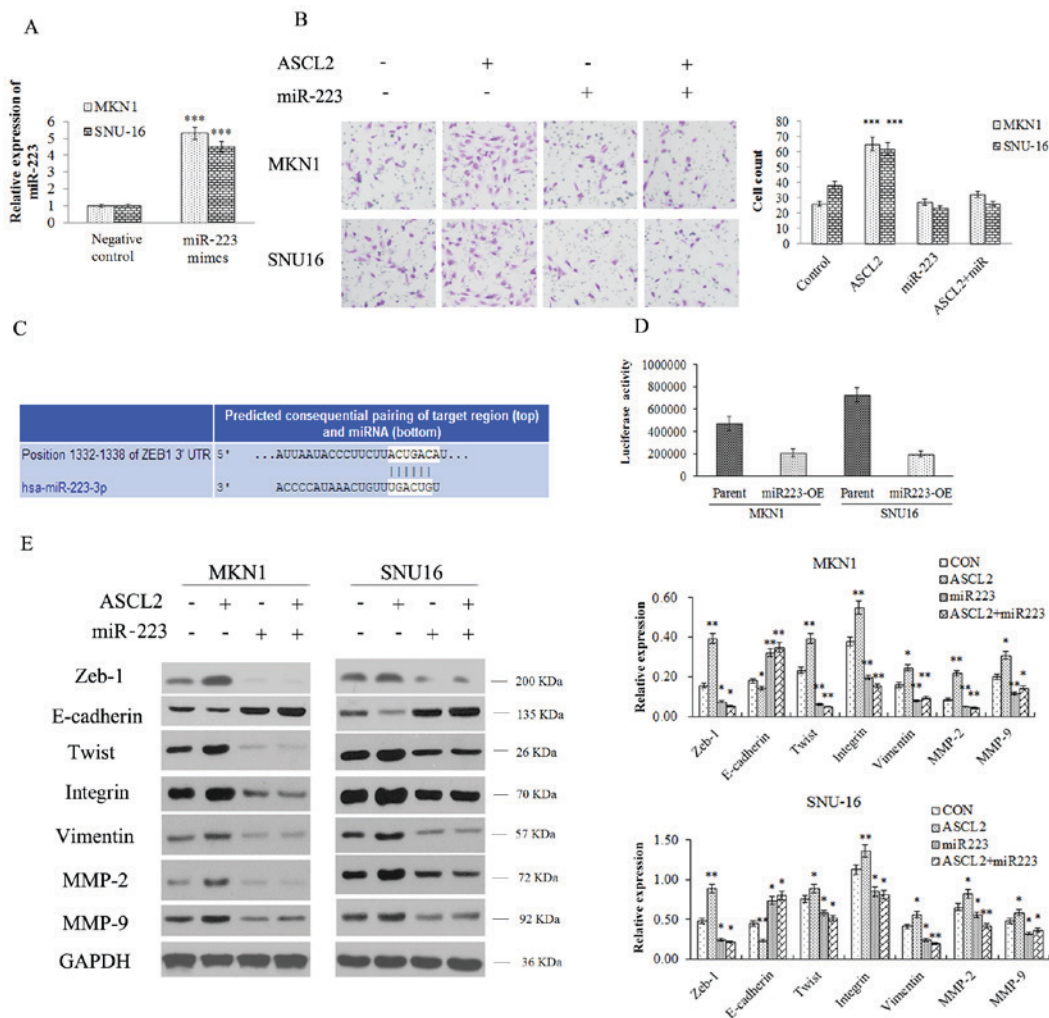 A
Relative expression of
miR-223
MKN1
SNU-16
6
5
4
3
2
1
0
***
***
Negative
control
miR-223
mimes
B
ASCL2 - + - +
miR-223 - - + +
MKN1
SNU16
Cell count
80
70
60
50
40
30
20
10
0
*** ***
MKN1
SNU-16
Control
ASCL2
miR-223
ASCL2+miR
C
Predicted consequential pairing of target region (top)
and miRNA (bottom)
Position 1332-1338 of ZEB1 3' UTR 5' ...AUUAAUACCCUUCUUACUGACAU...
||||||
hsa-miR-223-3p 3' ACCCCAUAAACUGUUUGACUGU
D
Luciferase activity
1000000
800000
600000
400000
200000
0
Parent miR223-OE Parent miR223-OE
MKN1 SNU16
E
MKN1 SNU16
ASCL2 - + - + - + - +
miR-223 - - + + - - + +
Zeb-1 200 KDa
E-cadherin 135 KDa
Twist 26 KDa
Integrin 70 KDa
Vimentin 57 KDa
MMP-2 72 KDa
MMP-9 92 KDa
GAPDH 36 KDa
MKN1
CON
ASCL2
miR223
ASCL2+miR223
Relative expression
0.60
0.40
0.20
0.00
** * ** ** ** ** ** ** ** * * ** ** ** ** ** * ** *
Zeb-1
E-cadherin
Twist
Integrin
Vimentin
MMP-2
MMP-9
SNU-16
CON
ASCL2
miR223
ASCL2+miR223
Relative expression
1.50
1.00
0.50
0.00
** * * ** * * * * * ** * * * * ** * * ** * * *
Zeb-1
E-cadherin
Twist
Integrin
Vimentin
MMP-2
MMP-9